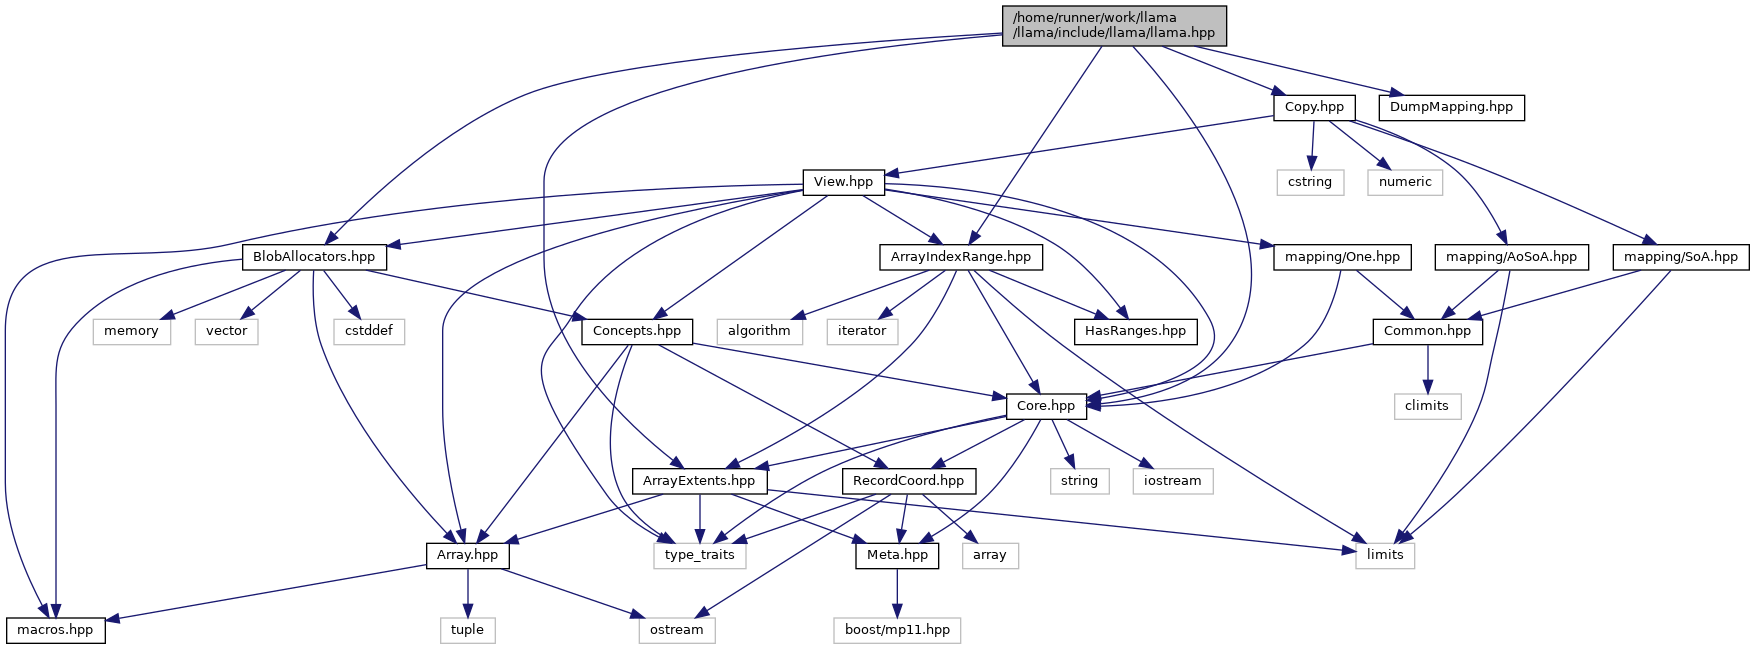 /home/runner/work/llama
/llama/include/llama/llama.hpp
Copy.hpp
DumpMapping.hpp
View.hpp
cstring
numeric
BlobAllocators.hpp
ArrayIndexRange.hpp
mapping/One.hpp
mapping/AoSoA.hpp
mapping/SoA.hpp
memory
vector
cstddef
Concepts.hpp
algorithm
iterator
HasRanges.hpp
Common.hpp
Core.hpp
climits
ArrayExtents.hpp
RecordCoord.hpp
string
iostream
Array.hpp
type_traits
Meta.hpp
array
limits
macros.hpp
tuple
ostream
boost/mp11.hpp